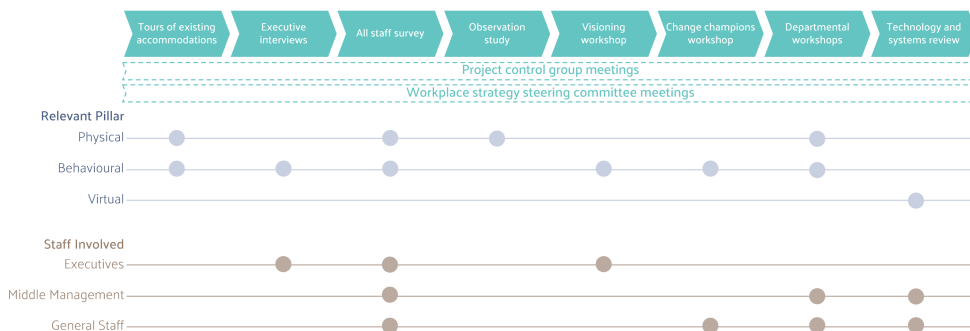 Tours of existing
accommodations
Executive
interviews
All staff survey
Observation
study
Visioning
workshop
Change champions
workshop
Departmental
workshops
Technology and
systems review
Project control group meetings
Workplace strategy steering committee meetings
Relevant Pillar
Physical
Behavioural
Virtual
Staff Involved
Executives
Middle Management
General Staff